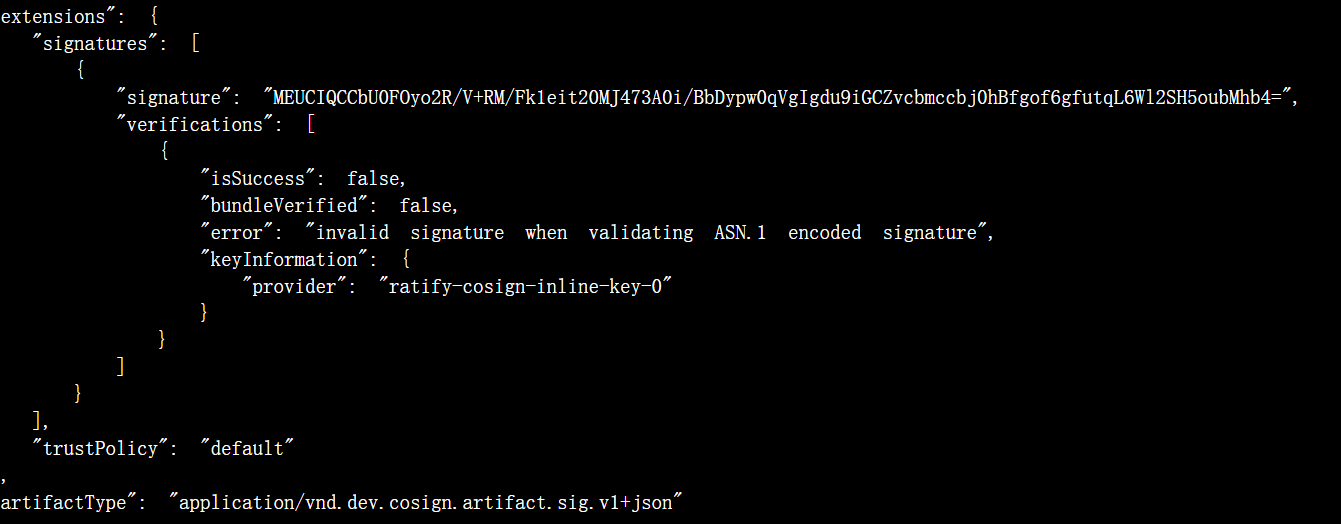 extensions": {
"signatures": [
{
"signature": "MEUCIQCCbU0FOyo2R/V+RM/Fk1eit2OMJ473A0i/BbDypw0qVgIgdu9iGCZvcbmccbj0hBfgof6gfutqL6Wl2SH5oubMhb4=",
"verifications": [
{
"isSuccess": false,
"bundleVerified": false,
"error": "invalid signature when validating ASN.1 encoded signature",
"keyInformation": {
"provider": "ratify-cosign-inline-key-0"
}
}
]
}
],
"trustPolicy": "default"
,
artifactType": "application/vnd.dev.cosign.artifact.sig.v1+json"